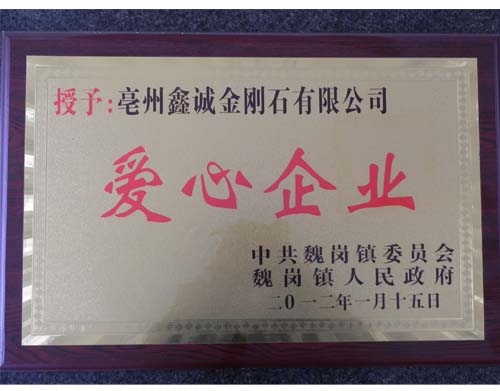 授予:亳州鑫诚金刚石有限公司
爱心企业
中共魏岗镇委员会
魏岗镇人民政府
二〇一二年一月十五日